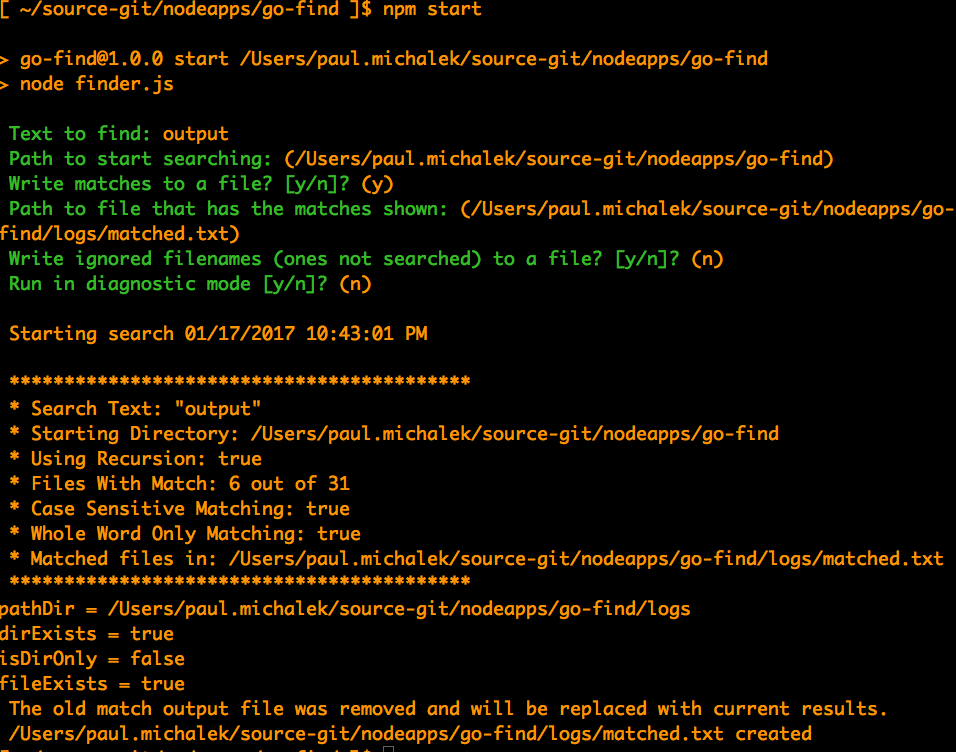 [ ~/source-git/nodeapps/go-find ]$ npm start
> go-find@1.0.0 start /Users/paul.michalek/source-git/nodeapps/go-find
> node finder.js
Text to find: output
Path to start searching: (/Users/paul.michalek/source-git/nodeapps/go-find)
Write matches to a file? [y/n]? (y)
Path to file that has the matches shown: (/Users/paul.michalek/source-git/nodeapps/go-
find/logs/matched.txt)
Write ignored filenames (ones not searched) to a file? [y/n]? (n)
Run in diagnostic mode [y/n]? (n)
Starting search 01/17/2017 10:43:01 PM
******************************************
* Search Text: "output"
* Starting Directory: /Users/paul.michalek/source-git/nodeapps/go-find
* Using Recursion: true
* Files With Match: 6 out of 31
* Case Sensitive Matching: true
* Whole Word Only Matching: true
* Matched files in: /Users/paul.michalek/source-git/nodeapps/go-find/logs/matched.txt
******************************************
pathDir = /Users/paul.michalek/source-git/nodeapps/go-find/logs
dirExists = true
isDirOnly = false
fileExists = true
The old match output file was removed and will be replaced with current results.
/Users/paul.michalek/source-git/nodeapps/go-find/logs/matched.txt created